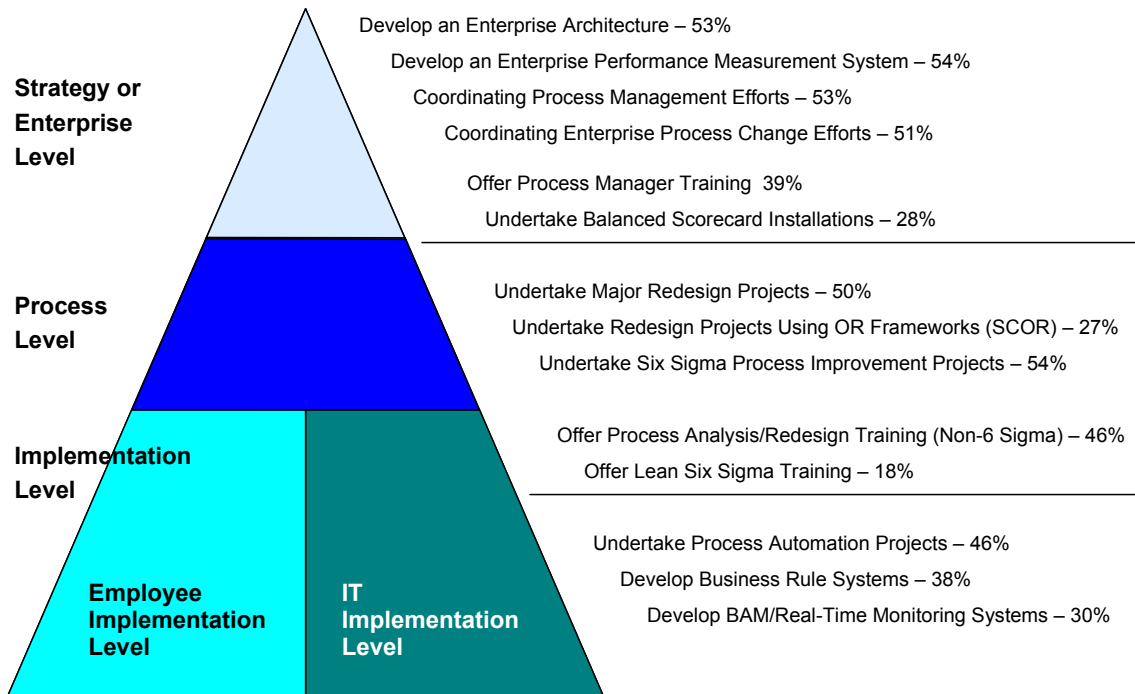 Develop an Enterprise Architecture – 53%
Develop an Enterprise Performance Measurement System – 54%
Strategy or
Enterprise
Level
Coordinating Process Management Efforts – 53%
Coordinating Enterprise Process Change Efforts – 51%
Offer Process Manager Training  39%
Undertake Balanced Scorecard Installations – 28%
Process
Level
Undertake Major Redesign Projects – 50%
Undertake Redesign Projects Using OR Frameworks (SCOR) – 27%
Undertake Six Sigma Process Improvement Projects – 54%
Implementation
Level
Offer Process Analysis/Redesign Training (Non-6 Sigma) – 46%
Offer Lean Six Sigma Training – 18%
Undertake Process Automation Projects – 46%
Develop Business Rule Systems – 38%
Develop BAM/Real-Time Monitoring Systems – 30%
Employee
Implementation
Level
IT
Implementation
Level